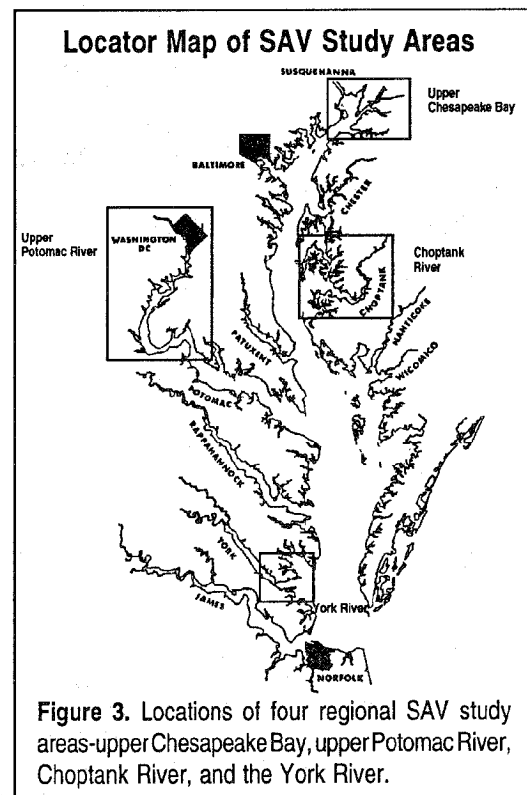 Locator Map of SAV Study Areas
SUSQUEHANNA
Upper
Chesapeake Bay
BALTIMORE
CHESTER
Upper
Potomac River
WASHINGTON
DC
Choptank
River
CHOPTANK
NANTICOKE
WICOMICO
PATUXENT
POTOMAC
RAPPAHANNOCK
YORK
JAMES
York River
NORFOLK
Figure 3. Locations of four regional SAV study
areas-upper Chesapeake Bay, upper Potomac River,
Choptank River, and the York River.